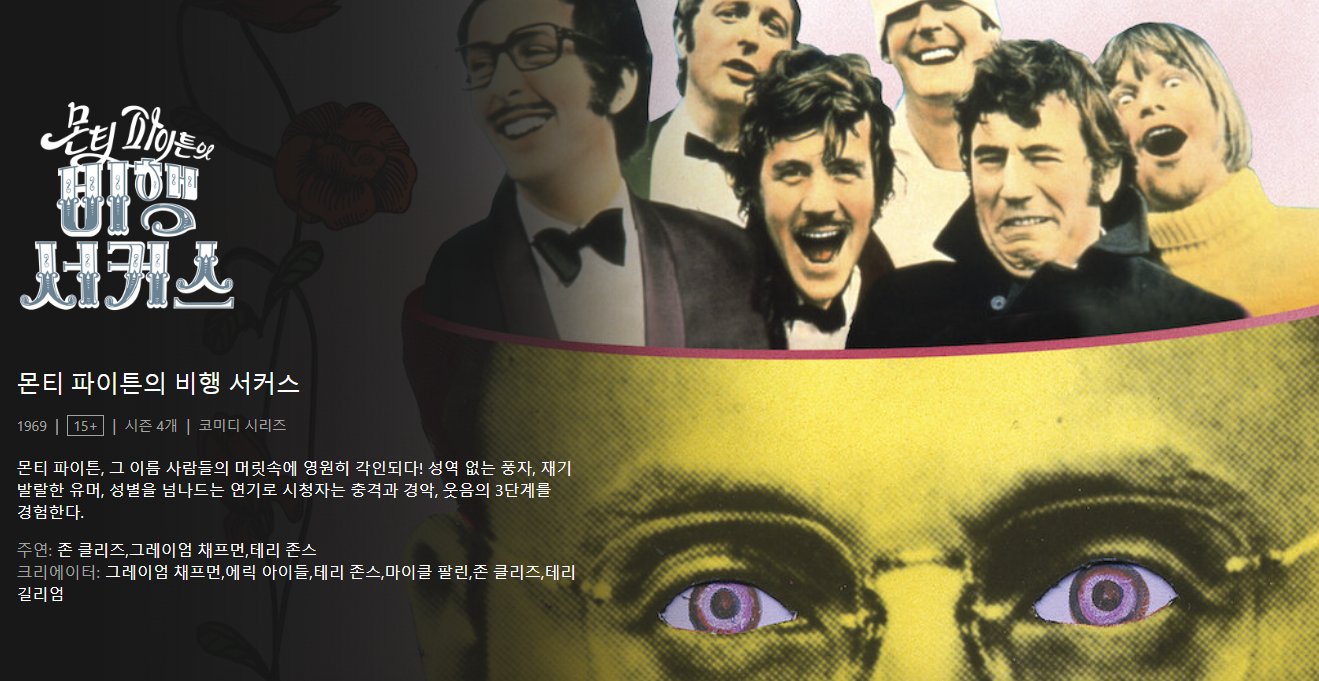 몬티 파이튼의
비행
서커스
몬티 파이튼의 비행 서커스
1969 | 15+ | 시즌 4개 | 코미디 시리즈
몬티 파이튼, 그 이름 사람들의 머릿속에 영원히 각인되다! 성역 없는 풍자, 재기
발랄한 유머, 성별을 넘나드는 연기로 시청자는 충격과 경악, 웃음의 3단계를
경험한다.
주연: 존 클리즈,그레이엄 채프먼,테리 존스
크리에이터: 그레이엄 채프먼,에릭 아이들,테리 존스,마이클 팔린,존 클리즈,테리
길리엄